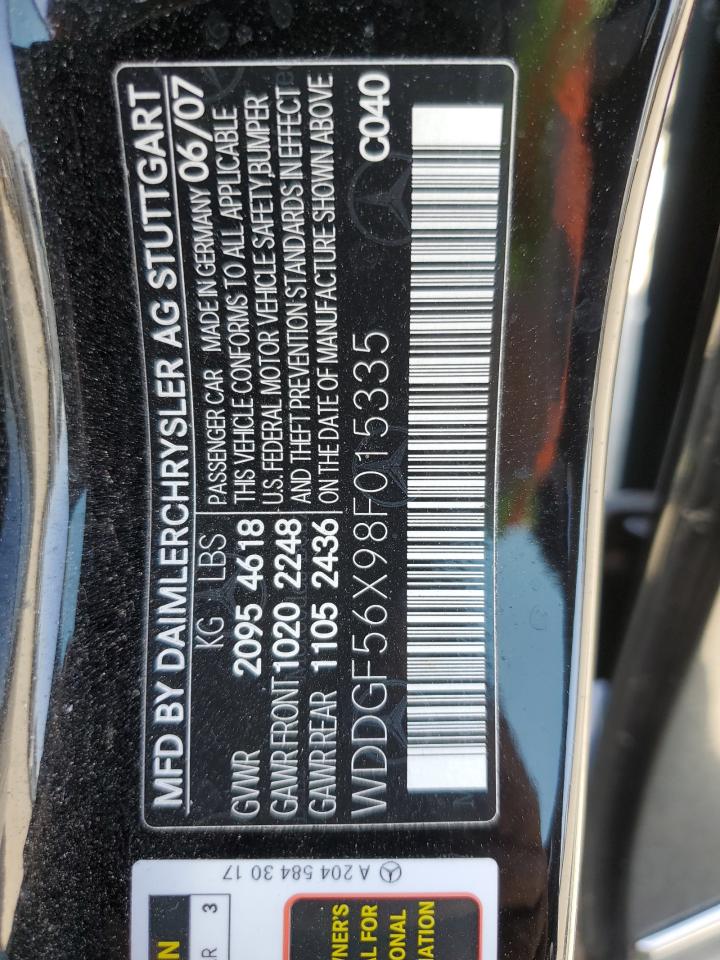 MFD BY DAIMLERCHRYSLER AG STUTTGART
KG LBS PASSENGER CAR MADE IN GERMANY 06/07
GVWR 2095 4618 THIS VEHICLE CONFORMS TO ALL APPLICABLE
U.S. FEDERAL MOTOR VEHICLE SAFETY,BUMPER
GAWR FRONT 1020 2248 AND THEFT PREVENTION STANDARDS IN EFFECT
GAWR REAR 1105 2436 ON THE DATE OF MANUFACTURE SHOWN ABOVE
WDDGF56X98F015335 C040
A 204 584 30 17
3